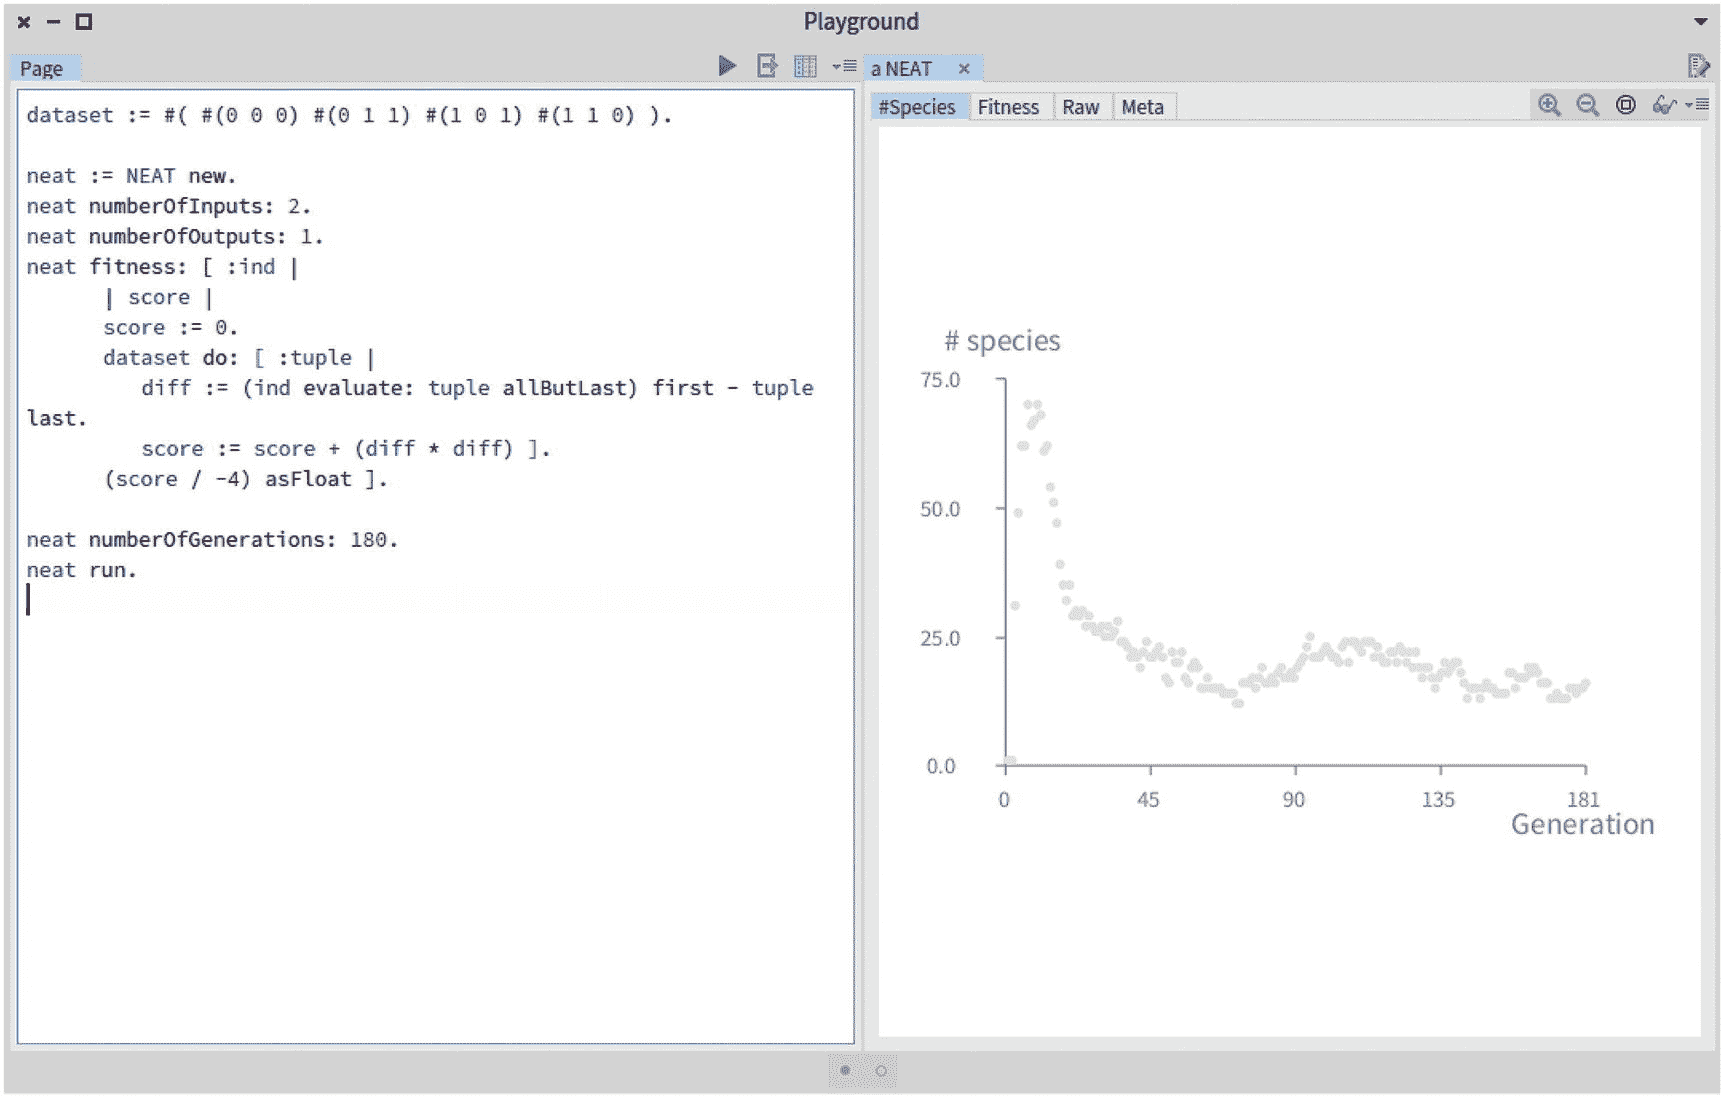 Playground
Page
a NEAT
#Species Fitness Raw Meta
dataset := #( #(0 0 0) #(0 1 1) #(1 0 1) #(1 1 0) ).
neat := NEAT new.
neat numberOfInputs: 2.
neat numberOfOutputs: 1.
neat fitness: [ :ind |
| score |
score := 0.
dataset do: [ :tuple |
diff := (ind evaluate: tuple allButLast) first - tuple
last.
score := score + (diff * diff) ].
(score / -4) asFloat ].
neat numberOfGenerations: 180.
neat run.
# species
75.0
50.0
25.0
0.0
0 45 90 135 181
Generation